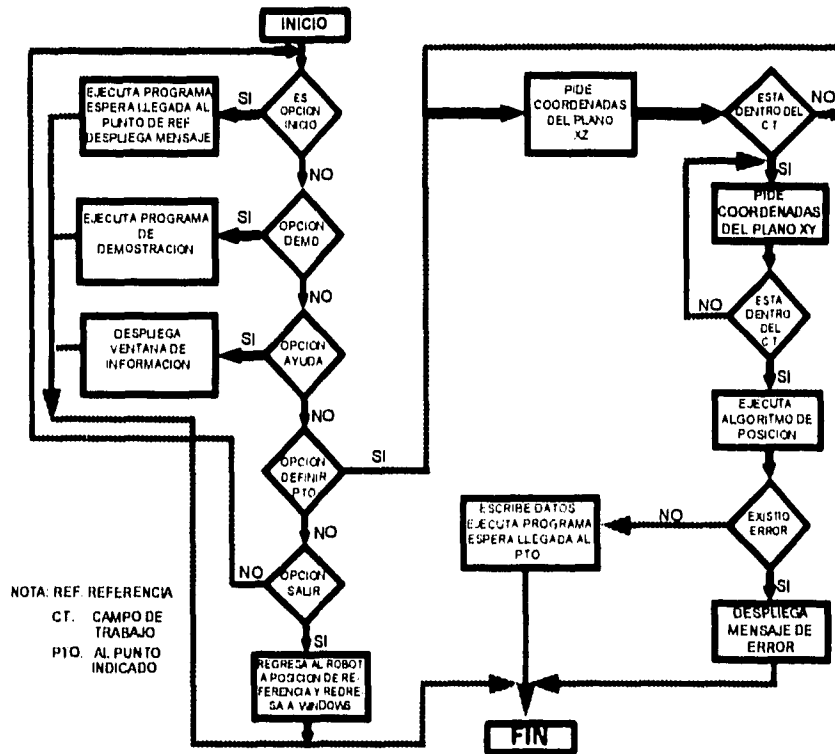 INICIO
ES
OPCION
INICIO
SI
EJECUTA PROGRAMA
ESPERA LLEGADA AL
PUNTO DE REF
DESPLIEGA MENSAJE
NO
OPCION
DEMO
SI
EJECUTA PROGRAMA
DE
DEMOSTRACION
NO
OPCION
AYUDA
SI
DESPLIEGA
VENTANA DE
INFORMACION
NO
OPCION
DEFINIR
PTO
SI
NO
OPCION
SALIR
NO
SI
REGRESA AL ROBOT
A POSICION DE RE-
FERENCIA Y REGRE-
SA A WINDOWS
NOTA: REF. REFERENCIA
CT. CAMPO DE
TRABAJO
PTO. AL PUNTO
INDICADO
PIDE
COORDENADAS
DEL PLANO
XZ
ESTA
DENTRO DEL
C T
NO
SI
PIDE
COORDENADAS
DEL PLANO XY
ESTA
DENTRO
DEL
C T
NO
SI
EJECUTA
ALGORITMO DE
POSICION
EXISTIO
ERROR
NO
ESCRIBE DATOS
EJECUTA PROGRAMA
ESPERA LLEGADA AL
PTO
SI
DESPLIEGA
MENSAJE DE
ERROR
FIN